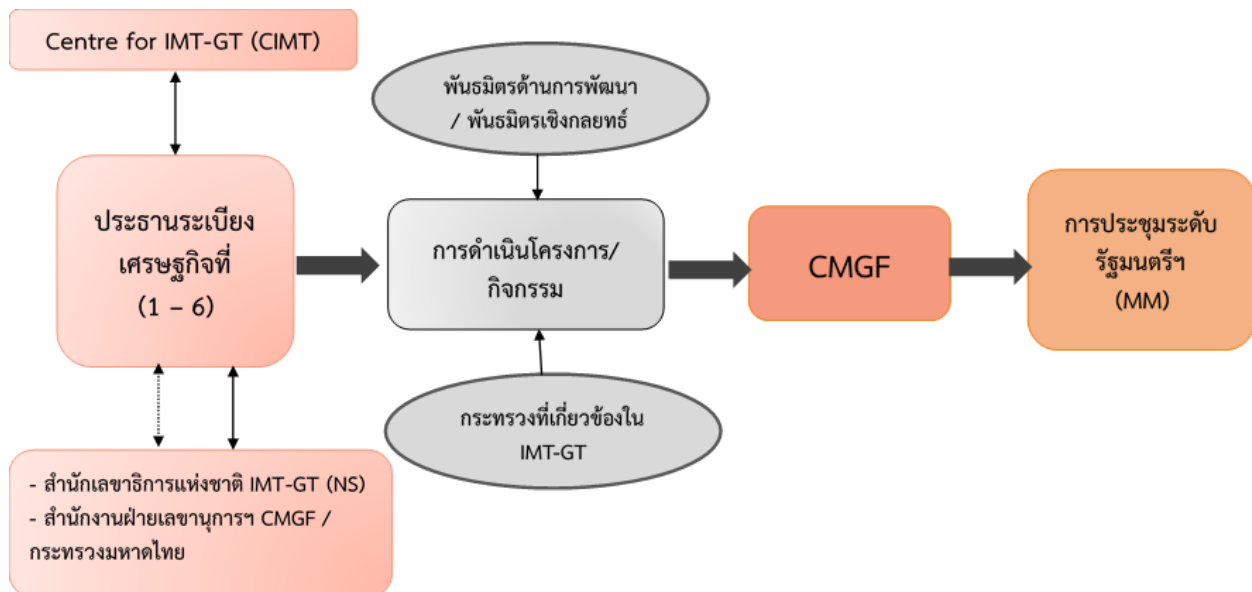 Centre for IMT-GT (CIMT)
พันธมิตรด้านการพัฒนา
/ พันธมิตรเชิงกลยทธ์
ประธานระเบียง
เศรษฐกิจที่
(1 – 6)
การดำเนินโครงการ/
กิจกรรม
CMGF
การประชุมระดับ
รัฐมนตรีฯ
(MM)
กระทรวงที่เกี่ยวข้องใน
IMT-GT
- สำนักเลขาธิการแห่งชาติ IMT-GT (NS)
- สำนักงานฝ่ายเลขานุการฯ CMGF /
กระทรวงมหาดไทย